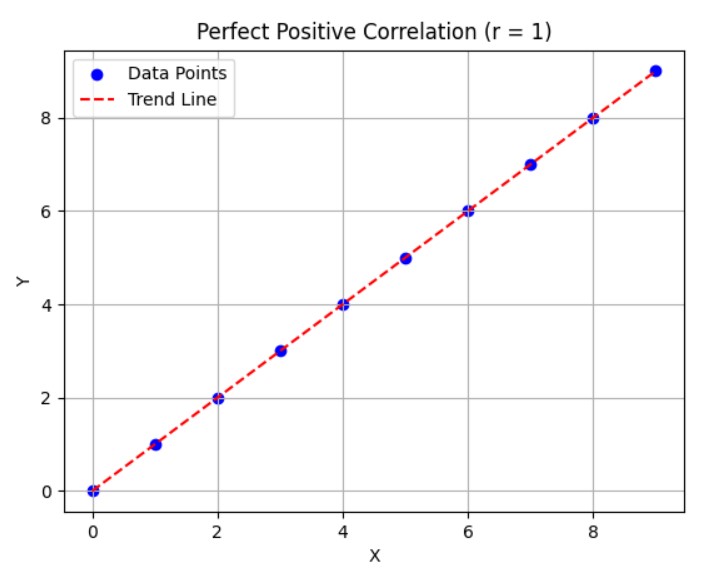 Perfect Positive Correlation (r = 1)
Data Points
Trend Line
8
6
4
2
0
Y
0 2 4 6 8
X